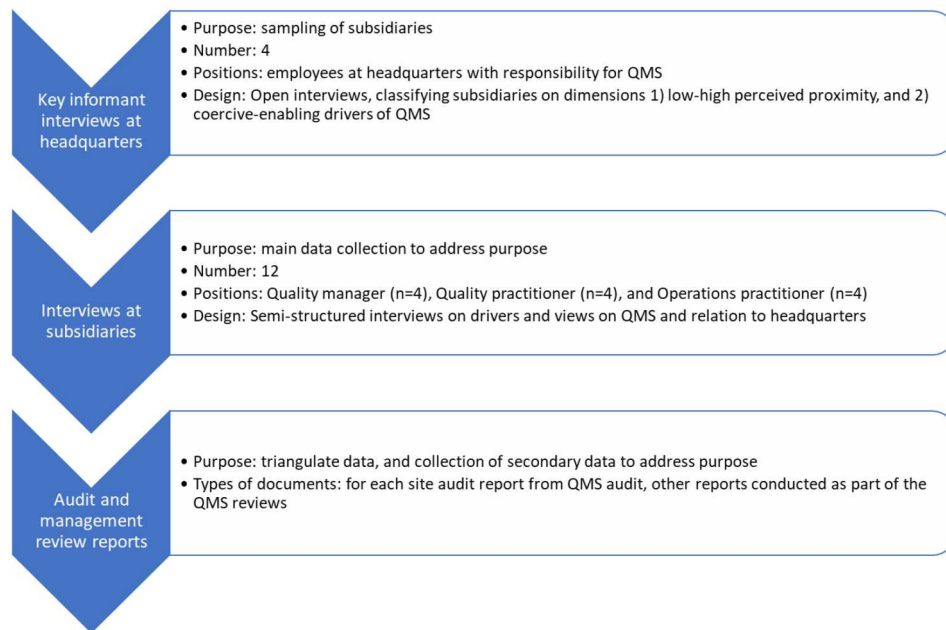 Key informant
interviews at
headquarters
• Purpose: sampling of subsidiaries
• Number: 4
• Positions: employees at headquarters with responsibility for QMS
• Design: Open interviews, classifying subsidiaries on dimensions 1) low-high perceived proximity, and 2)
coercive-enabling drivers of QMS
Interviews at
subsidiaries
• Purpose: main data collection to address purpose
• Number: 12
• Positions: Quality manager (n=4), Quality practitioner (n=4), and Operations practitioner (n=4)
• Design: Semi-structured interviews on drivers and views on QMS and relation to headquarters
Audit and
management
review reports
• Purpose: triangulate data, and collection of secondary data to address purpose
• Types of documents: for each site audit report from QMS audit, other reports conducted as part of the
QMS reviews